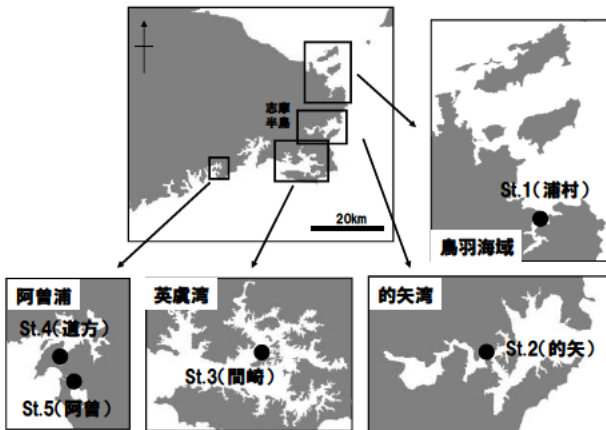 志摩
半島
20km
St.1(浦村)
鳥羽海域
阿曽浦
St.4(道方)
St.5(阿曽)
英虞湾
St.3(間崎)
的矢湾
St.2(的矢)